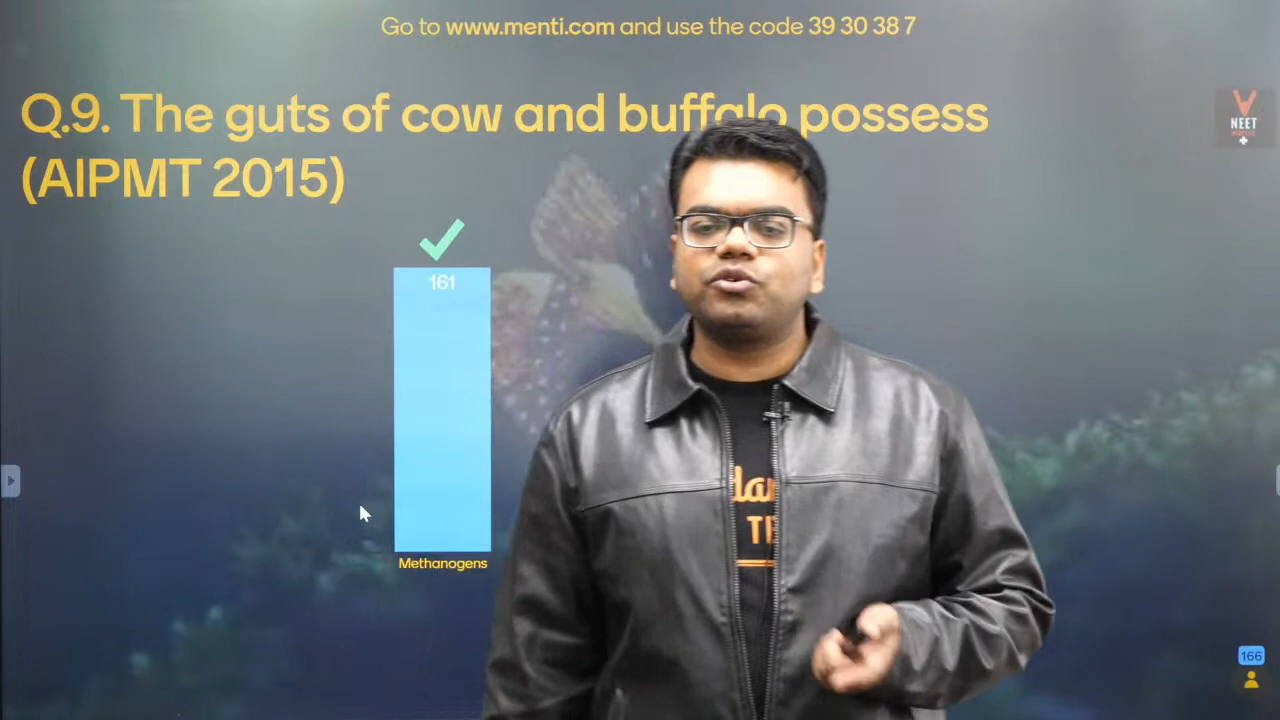 Go to www.menti.com and use the code 39 30 38 7
Q.9. The guts of cow and buffalo possess
(AIPMT 2015)
NEET
161
Methanogens
166